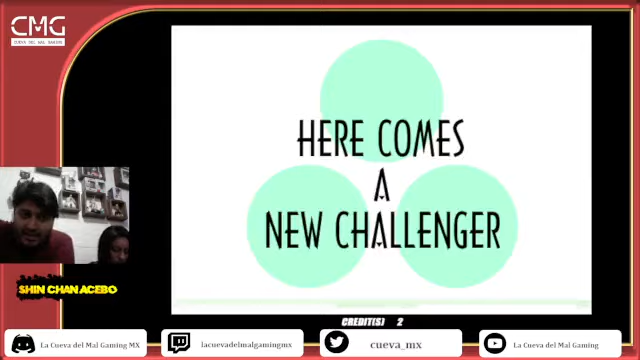 CMG
CUEVA DEL MAL GAMING
HERE COMES
A
NEW CHALLENGER
SHIN CHAN ACEBO
CREDIT(S) 2
La Cueva del Mal Gaming MX
lacuevadelmalgamingmx
cueva_mx
La Cueva del Mal Gaming